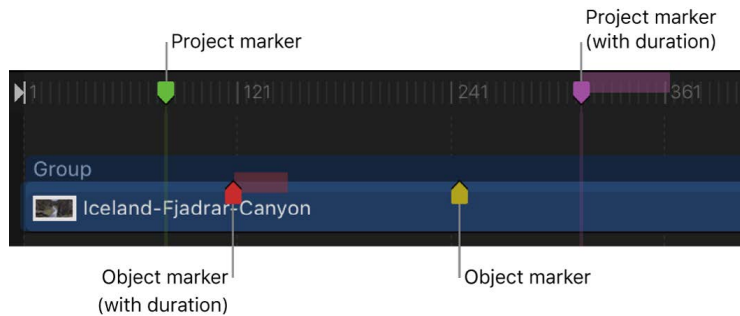 Project marker
Project marker
(with duration)
1 121 241 361
Group
Iceland-Fjadrar-Canyon
Object marker
(with duration)
Object marker